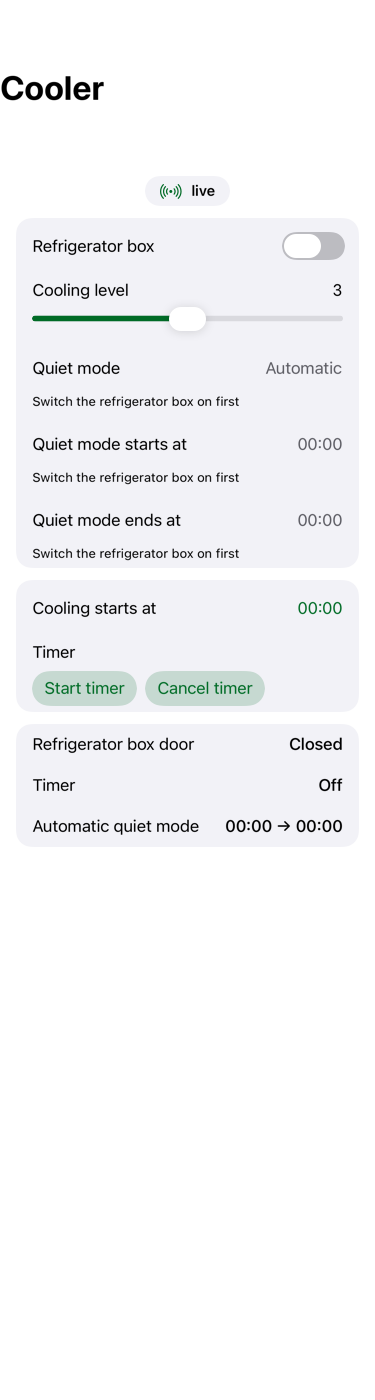 Cooler
live
Refrigerator box
Cooling level 3
Quiet mode Automatic
Switch the refrigerator box on first
Quiet mode starts at 00:00
Switch the refrigerator box on first
Quiet mode ends at 00:00
Switch the refrigerator box on first
Cooling starts at 00:00
Timer
Start timer Cancel timer
Refrigerator box door Closed
Timer Off
Automatic quiet mode 00:00 → 00:00